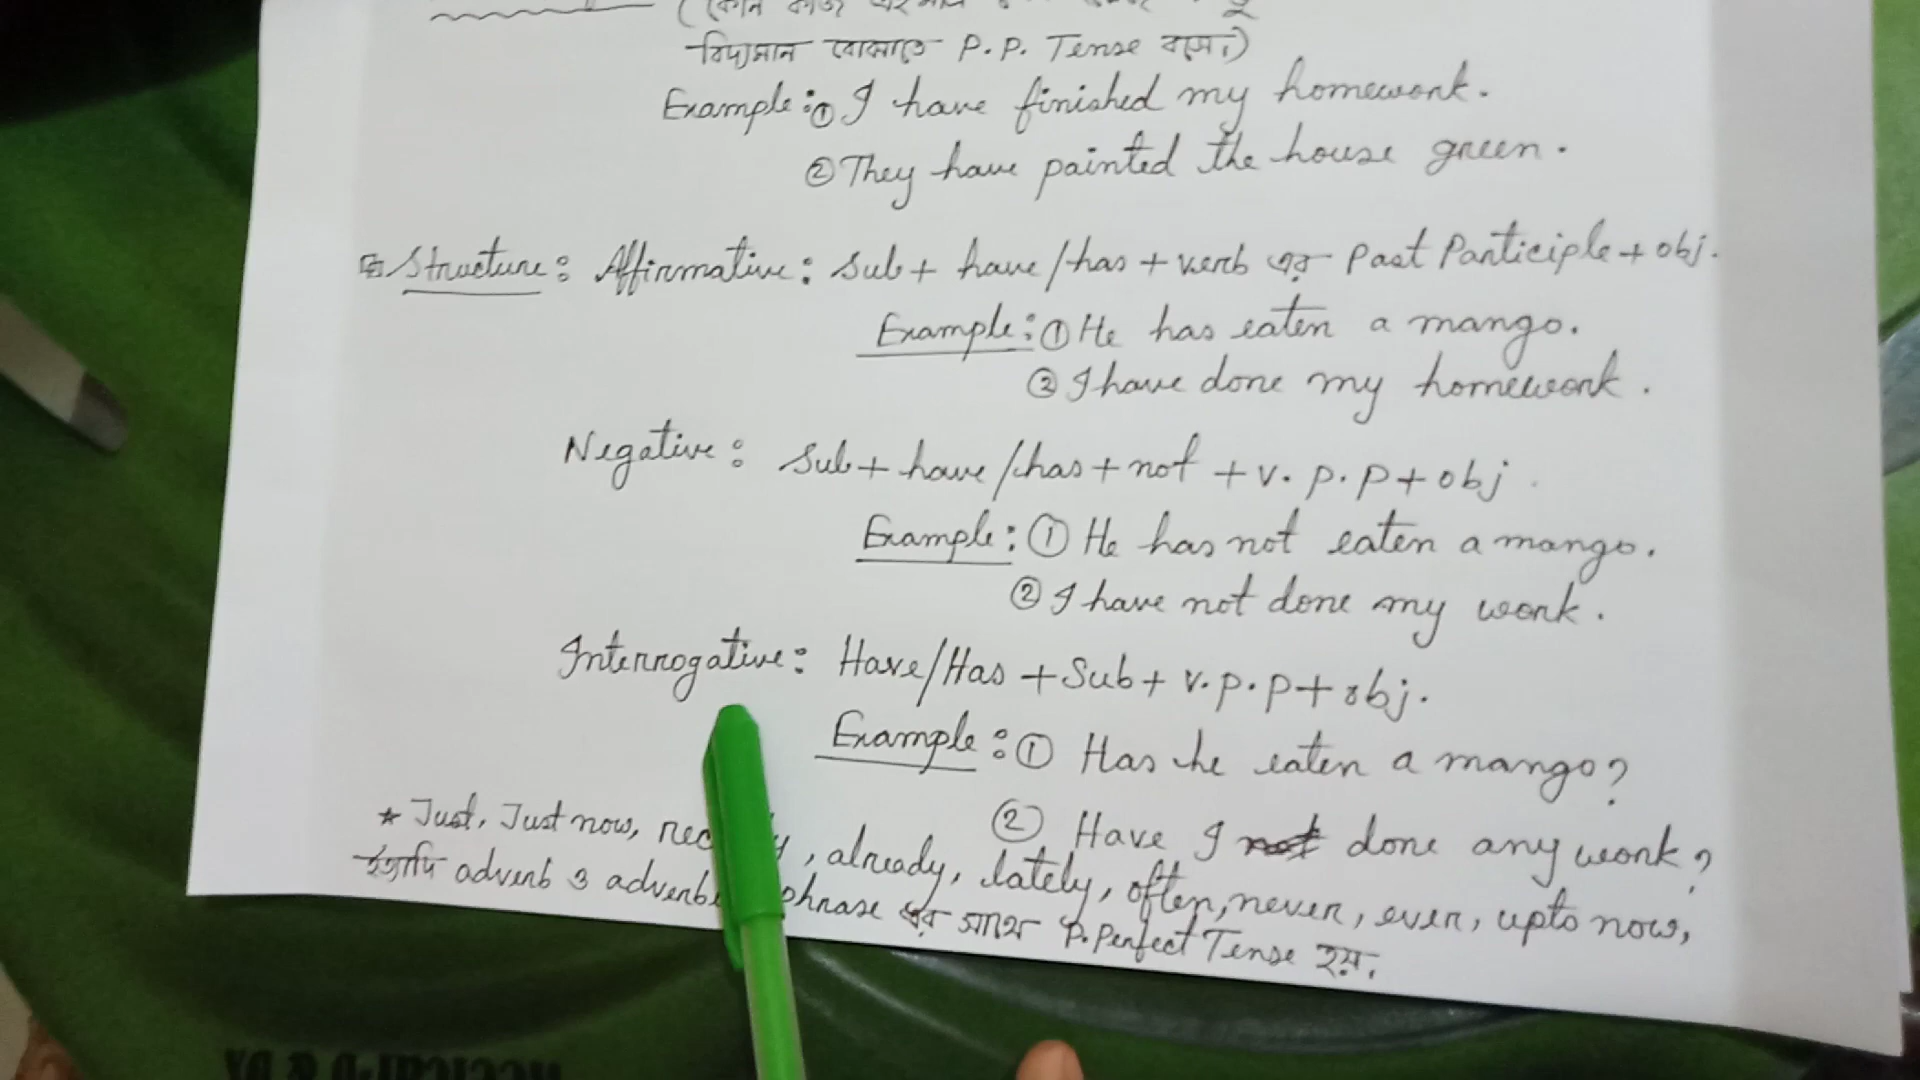 (কোন কাজ
বিদ্যমান বোঝাতে P.P. Tense বসে।)
Example: ① I have finished my homework.
② They have painted the house green.
Structure: Affirmative: Sub + have/has + verb এর Past Participle + obj.
Example: ① He has eaten a mango.
② I have done my homework.
Negative: Sub + have/has + not + v.p.p + obj.
Example: ① He has not eaten a mango.
② I have not done my work.
Interrogative: Have/Has + Sub + v.p.p + obj.
Example: ① Has he eaten a mango?
② Have I done any work?
* Just, Just now, already, lately, often, never, ever, upto now,
ইত্যাদি adverb ও phrase এর সাথে P. Perfect Tense হয়।